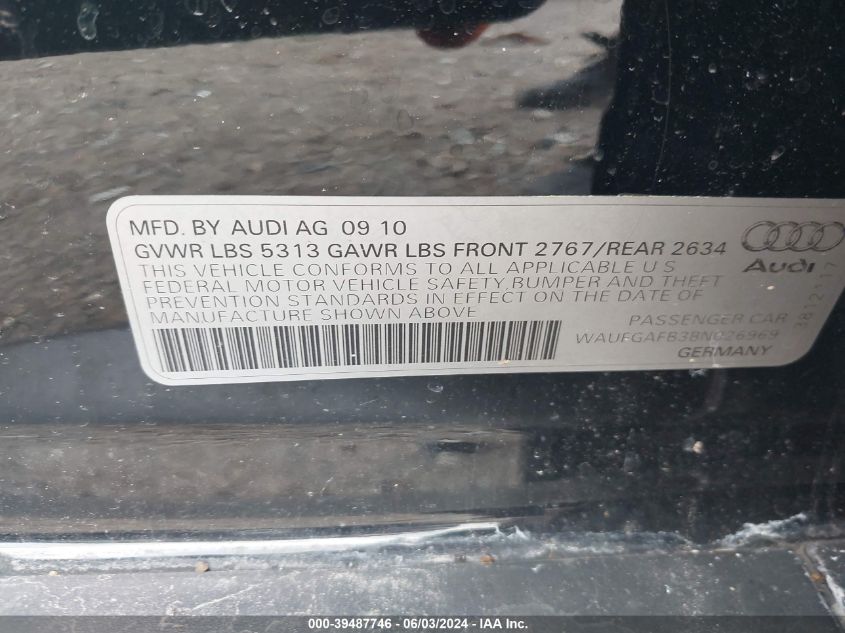 MFD. BY AUDI AG 09 10
GVWR LBS 5313 GAWR LBS FRONT 2767/REAR 2634
THIS VEHICLE CONFORMS TO ALL APPLICABLE U S
FEDERAL MOTOR VEHICLE SAFETY,BUMPER AND THEFT
PREVENTION STANDARDS IN EFFECT ON THE DATE OF
MANUFACTURE SHOWN ABOVE
Audi
PASSENGER CAR
WAUFGAFB3BN026969
GERMANY
000-39487746 - 06/03/2024 - IAAI.COM